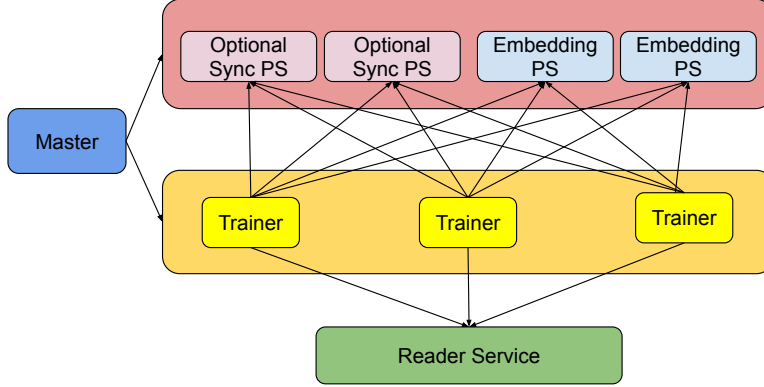 Optional
Sync PS
Optional
Sync PS
Embedding
PS
Embedding
PS
Master
Trainer
Trainer
Trainer
Reader Service